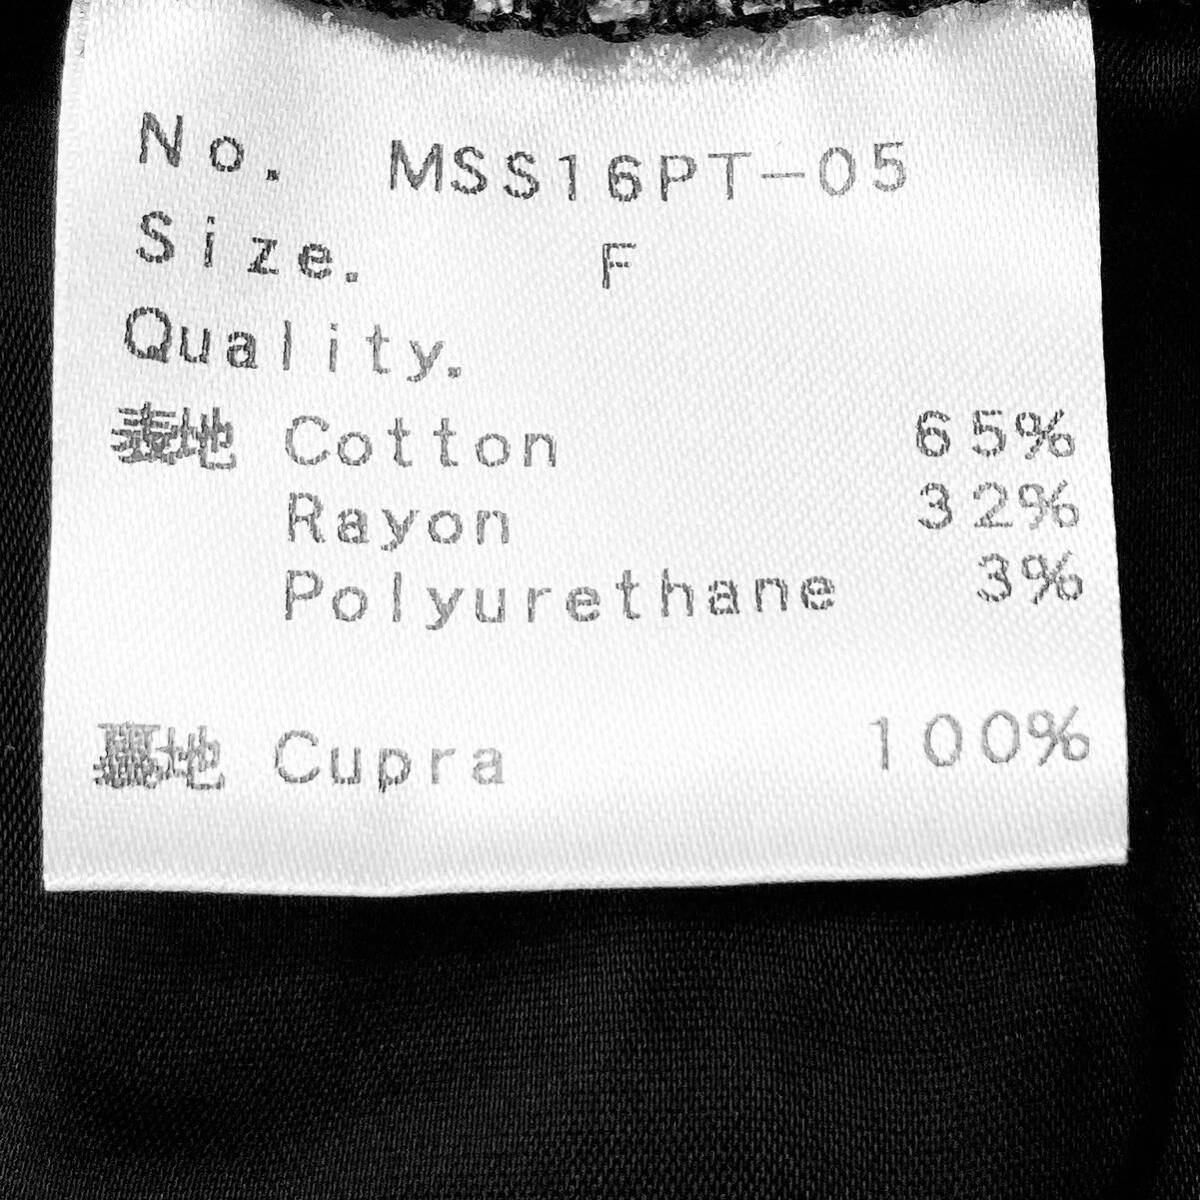 No. MSS16PT-05
Size. F
Quality.
表地 Cotton 65%
Rayon 32%
Polyurethane 3%
裏地 Cupra 100%